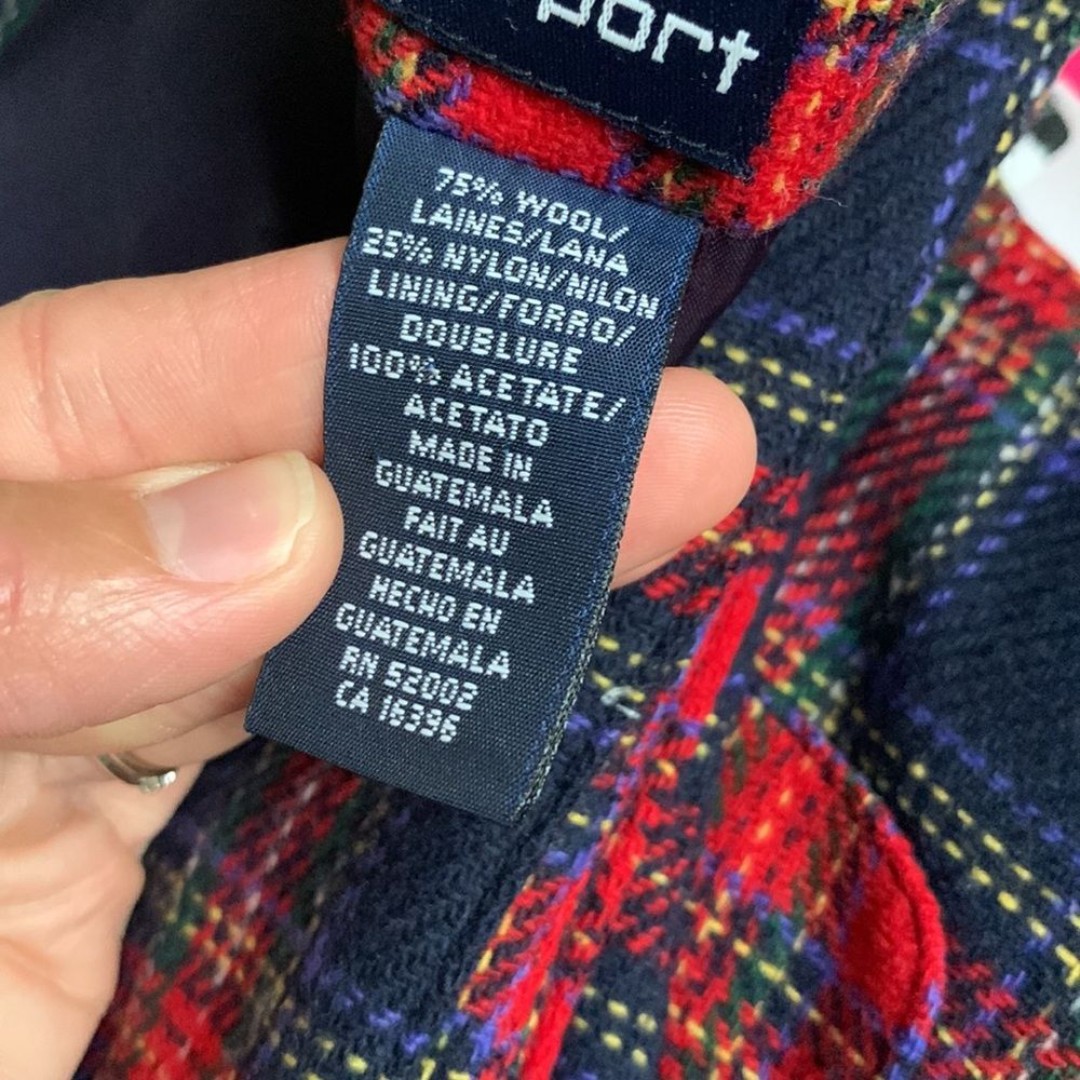 port
75% WOOL/
LAINES/LANA
25% NYLON/NILON
LINING/FORRO/
DOUBLURE
100% ACETATE/
ACETATO
MADE IN
GUATEMALA
FAIT AU
GUATEMALA
HECHO EN
GUATEMALA
RN 52002
CA 16396